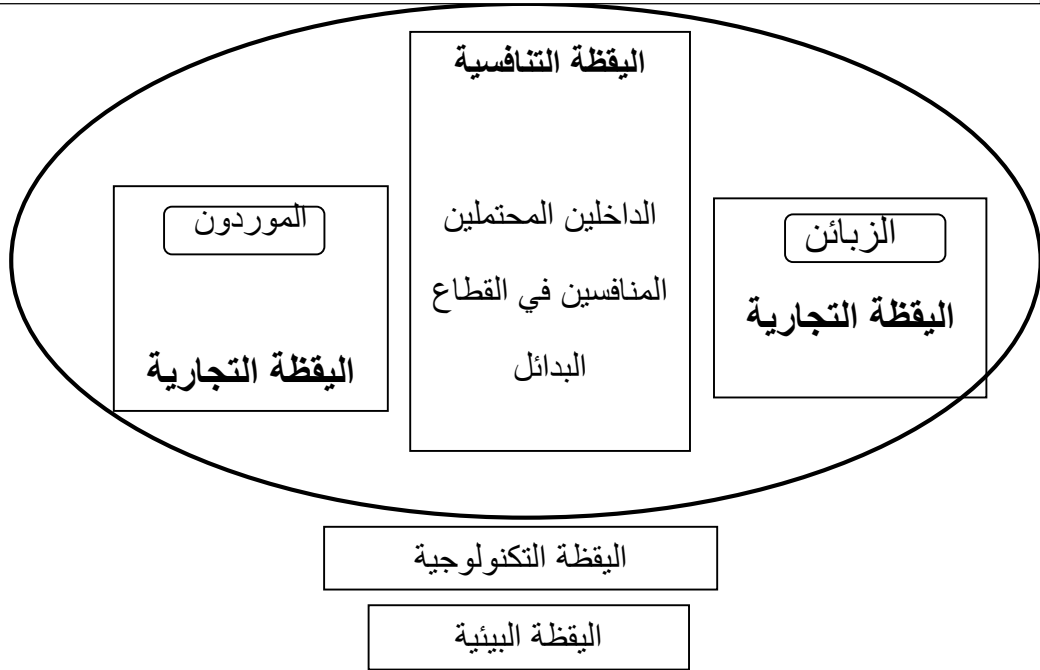 اليقظة التنافسية
الداخلين المحتملين
المنافسين في القطاع
البدائل
الزبائن
اليقظة التجارية
الموردون
اليقظة التجارية
اليقظة التكنولوجية
اليقظة البيئية